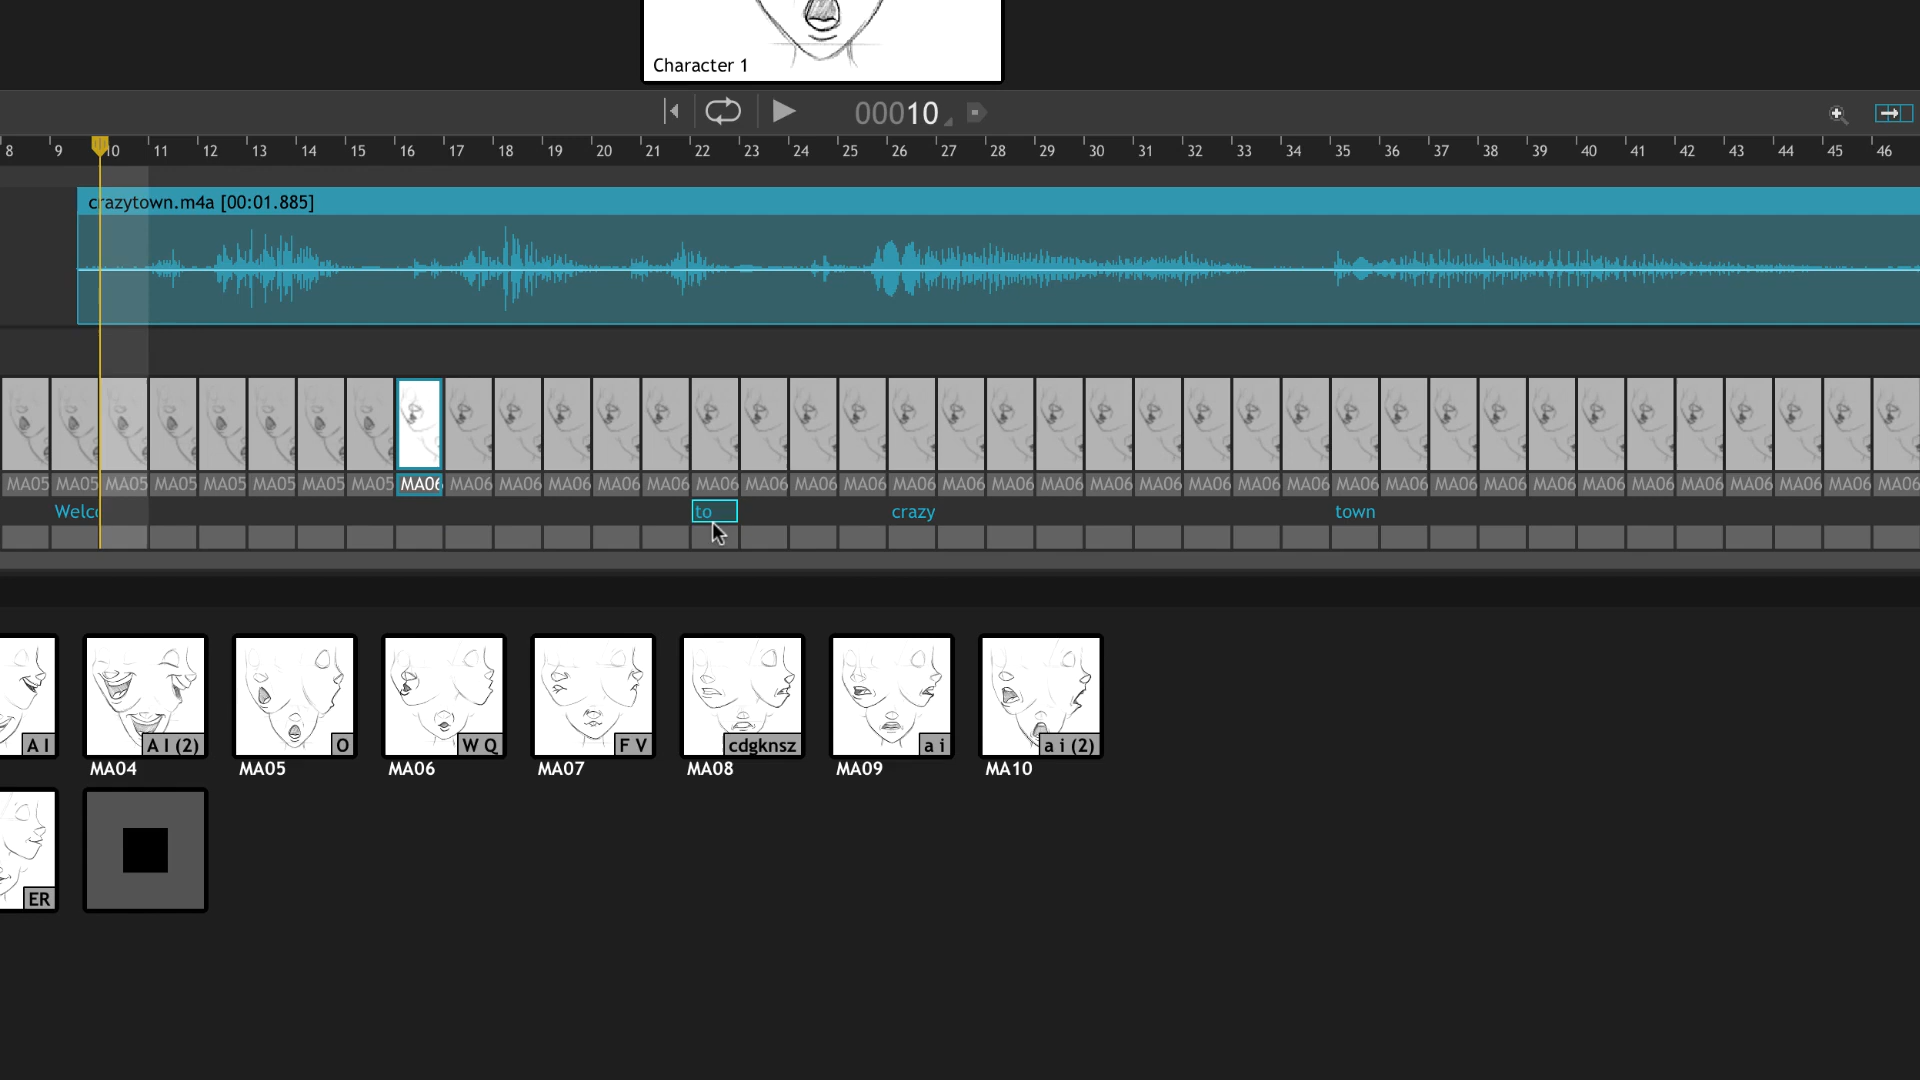 Character 1
00010
8 9 10 11 12 13 14 15 16 17 18 19 20 21 22 23 24 25 26 27 28 29 30 31 32 33 34 35 36 37 38 39 40 41 42 43 44 45 46
crazytown.m4a [00:01.885]
MA05 MA05 MA05 MA05 MA05 MA05 MA05 MA05 MA06 MA06 MA06 MA06 MA06 MA06 MA06 MA06 MA06 MA06 MA06 MA06 MA06 MA06 MA06 MA06 MA06 MA06 MA06 MA06 MA06 MA06 MA06 MA06 MA06 MA06 MA06 MA06 MA06 MA06 MA06
Welc to crazy town
A I A I (2) O W Q F V cdgknsz a i a i (2)
MA04 MA05 MA06 MA07 MA08 MA09 MA10
ER